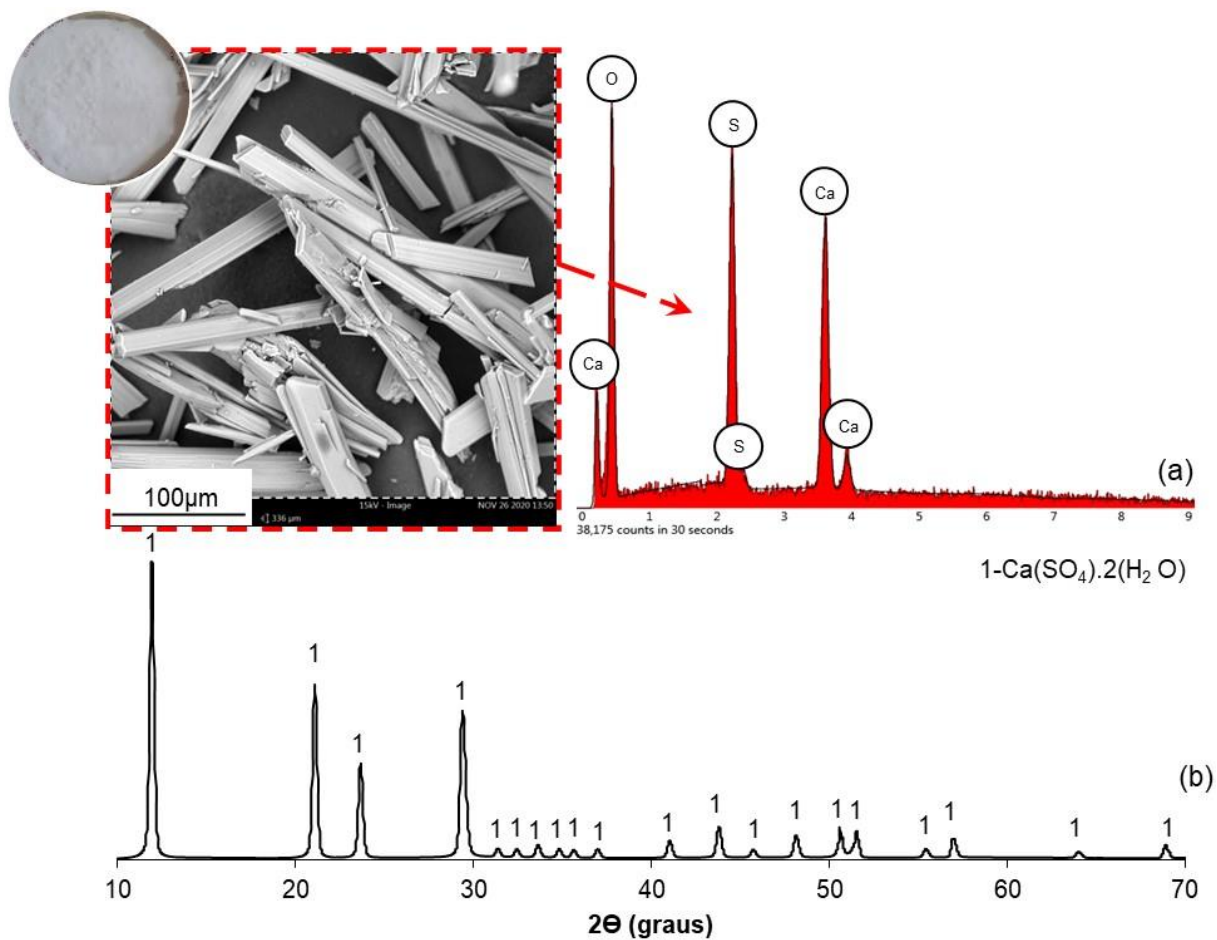 O
S
Ca
Ca
Ca
S
(a)
100µm
336 µm
15kV - Image
NOV 26 2020 13:50
0 1 2 3 4 5 6 7 8 9
38,175 counts in 30 seconds
1-Ca(SO₄).2(H₂ O)
1
1
1
1
1 1 1 1 1 1
1
1
1
1
1 1
1
1
1
1
(b)
10 20 30 40 50 60 70
2Ɵ (graus)